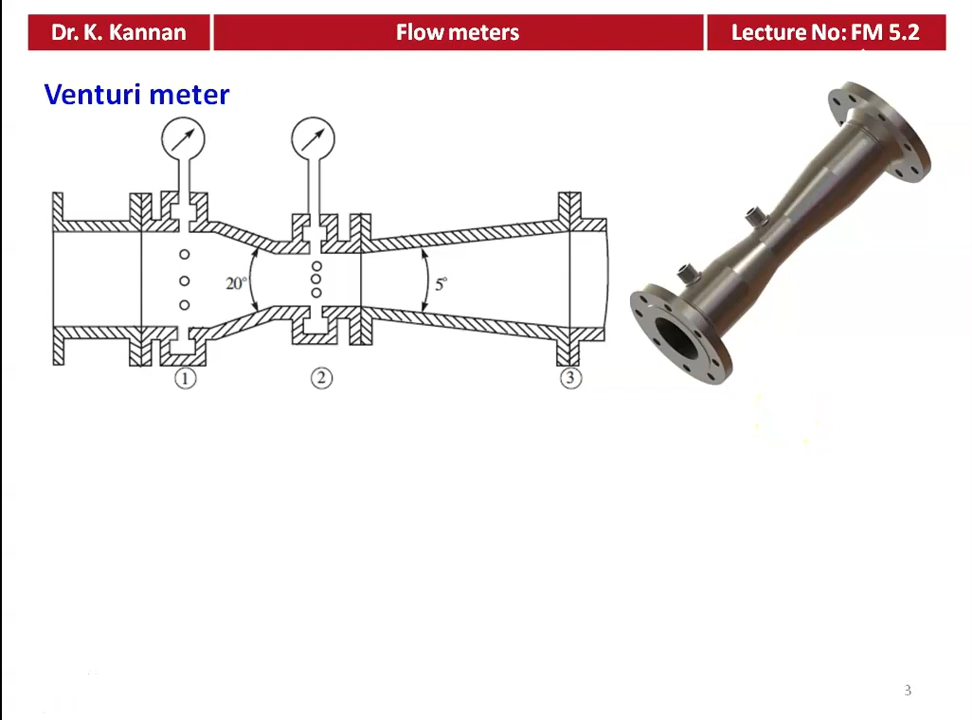 Dr. K. Kannan
Flow meters
Lecture No: FM 5.2
Venturi meter
20°
5°
①
②
③
3